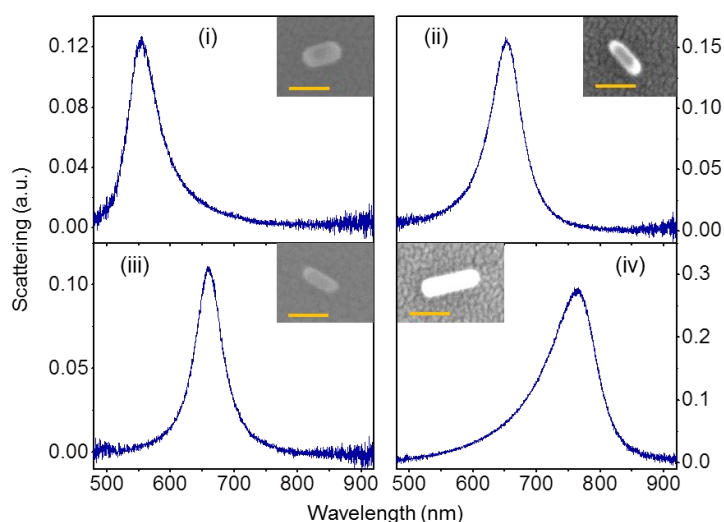 (i)
(ii)
0.12
0.08
0.04
0.00
0.15
0.10
0.05
0.00
Scattering (a.u.)
(iii)
(iv)
0.10
0.05
0.00
0.3
0.2
0.1
0.0
500 600 700 800 900
500 600 700 800 900
Wavelength (nm)
Wavelength (nm)